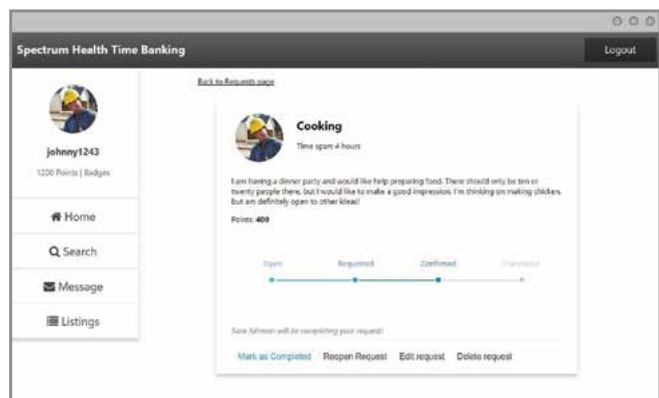 Spectrum Health Time Banking
Logout
Back to Requests page
johnny1243
1200 Points | Badges
Home
Search
Message
Listings
Cooking
Time span: 4 hours
I am having a dinner party and would like help preparing food. There should only be ten or
twenty people there, but I would like to make a good impression. I'm thinking on making chicken,
but am definitely open to other ideas!
Points: 400
Open
Requested
Confirmed
Completed
Sara Johnson will be completing your request!
Mark as Completed
Reopen Request
Edit request
Delete request